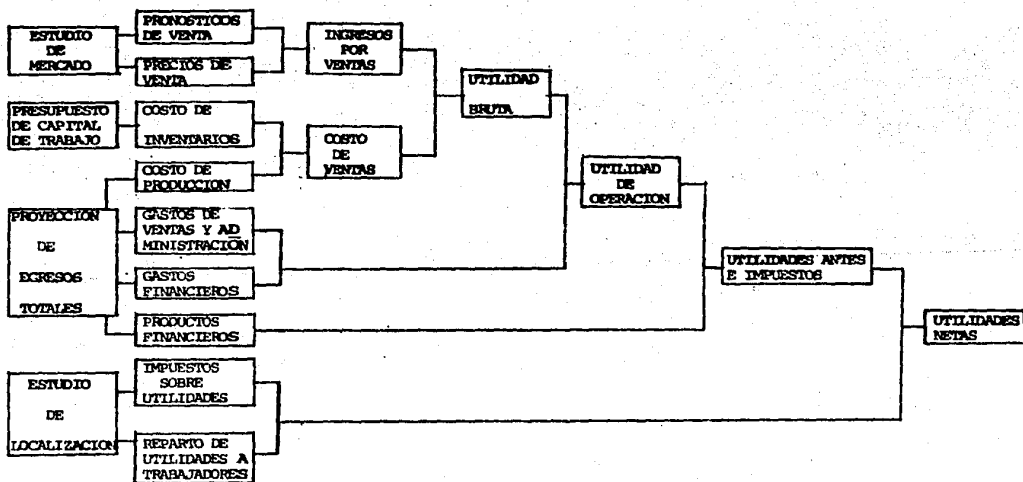 ESTUDIO
DE
MERCADO
PRONOSTICOS
DE VENTA
PRECIOS DE
VENTA
INGRESOS
POR
VENTAS
UTILIDAD
BRUTA
PRESUPUESTO
DE CAPITAL
DE TRABAJO
COSTO DE
INVENTARIOS
COSTO
DE
VENTAS
COSTO DE
PRODUCCION
UTILIDAD
DE
OPERACION
PROYECCION
DE
EGRESOS
TOTALES
GASTOS DE
VENTAS Y AD
MINISTRACIÓN
GASTOS
FINANCIEROS
PRODUCTOS
FINANCIEROS
UTILIDADES ANTES
E IMPUESTOS
UTILIDADES
NETAS
ESTUDIO
DE
LOCALIZACION
IMPUESTOS
SOBRE
UTILIDADES
REPARTO DE
UTILIDADES A
TRABAJADORES